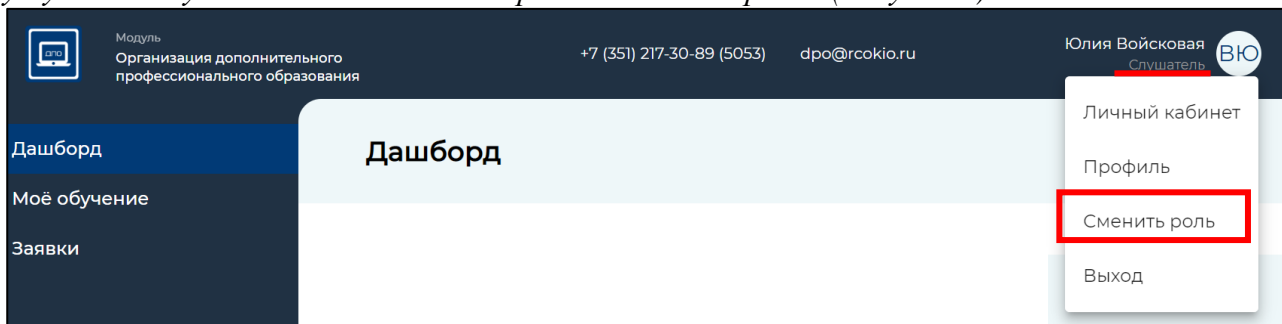 Модуль
Организация дополнительного
профессионального образования
+7 (351) 217-30-89 (5053)
dpo@rcokio.ru
Юлия Войсковая
Слушатель
ВЮ
дпо
Личный кабинет
Профиль
Сменить роль
Выход
Дашборд
Моё обучение
Заявки
Дашборд